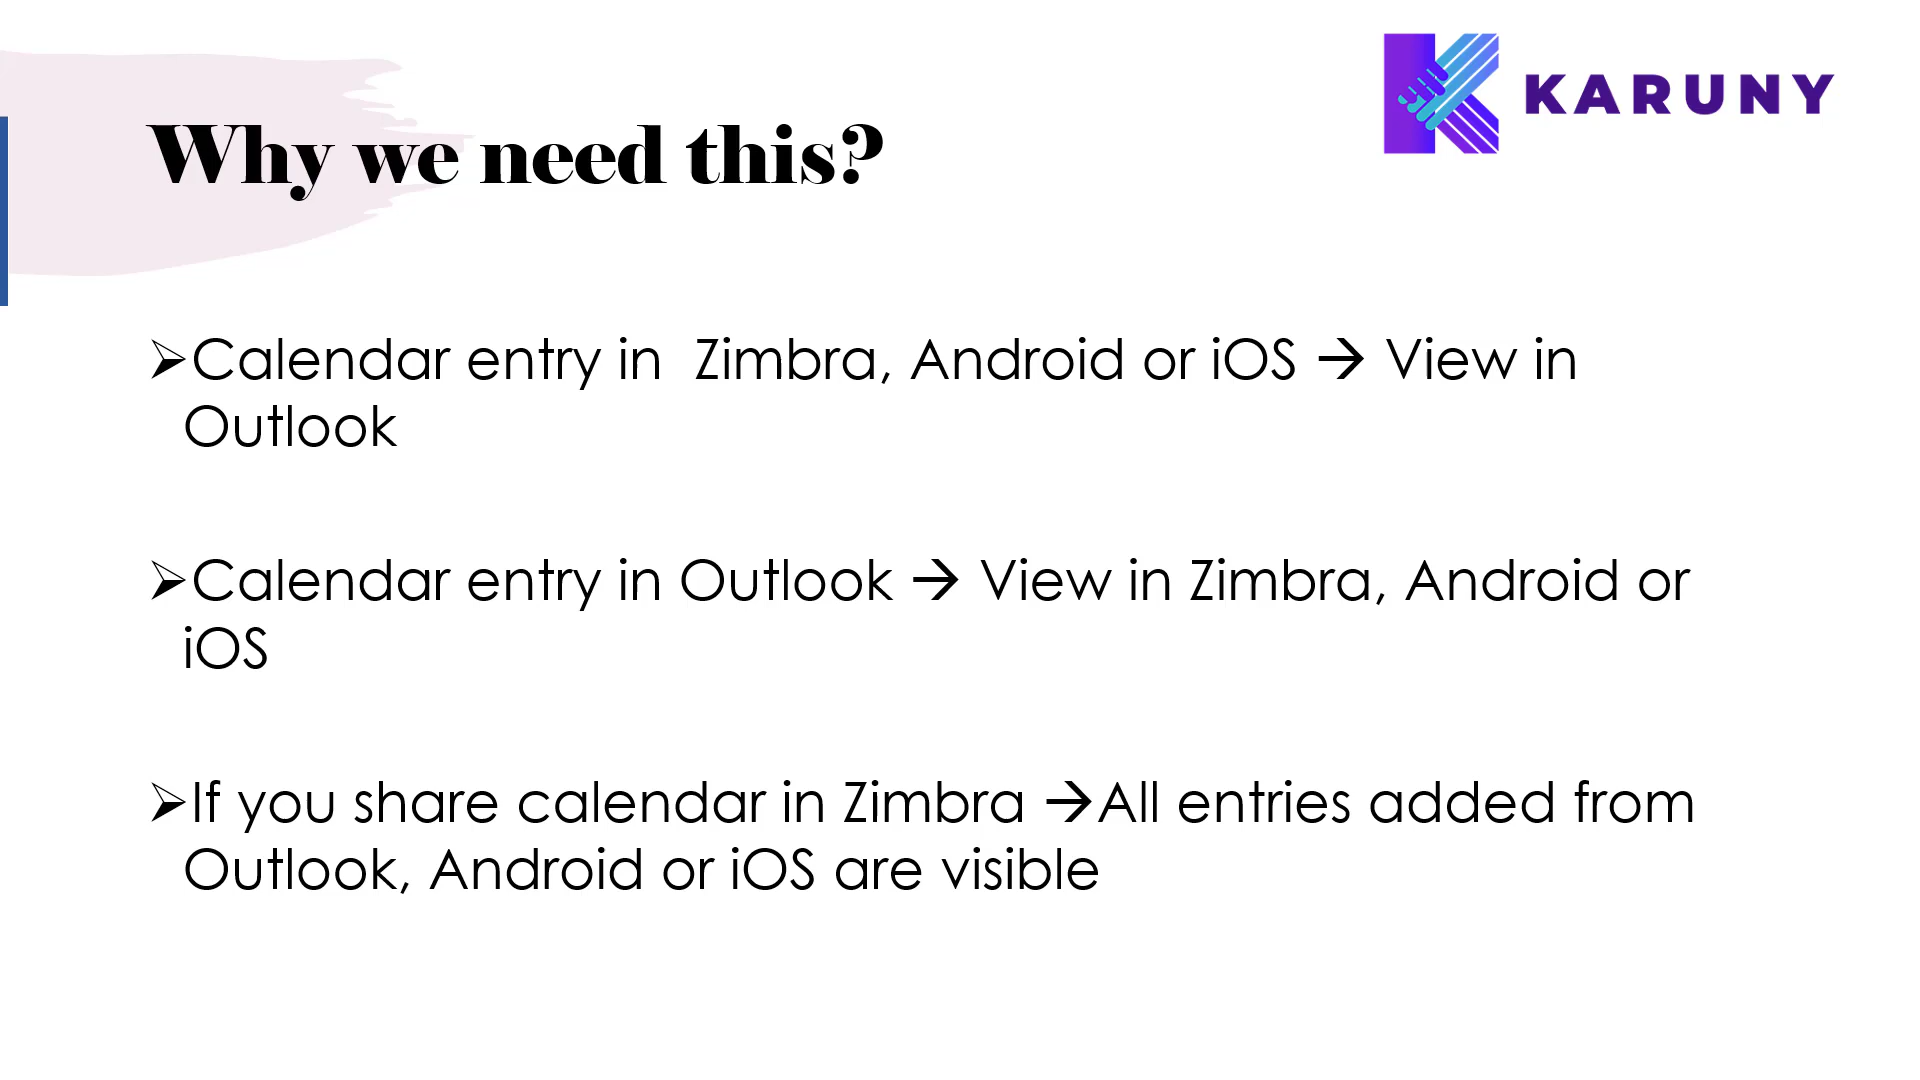 KARUNY
Why we need this?
➢Calendar entry in  Zimbra, Android or iOS → View in
Outlook
➢Calendar entry in Outlook → View in Zimbra, Android or
iOS
➢If you share calendar in Zimbra →All entries added from
Outlook, Android or iOS are visible